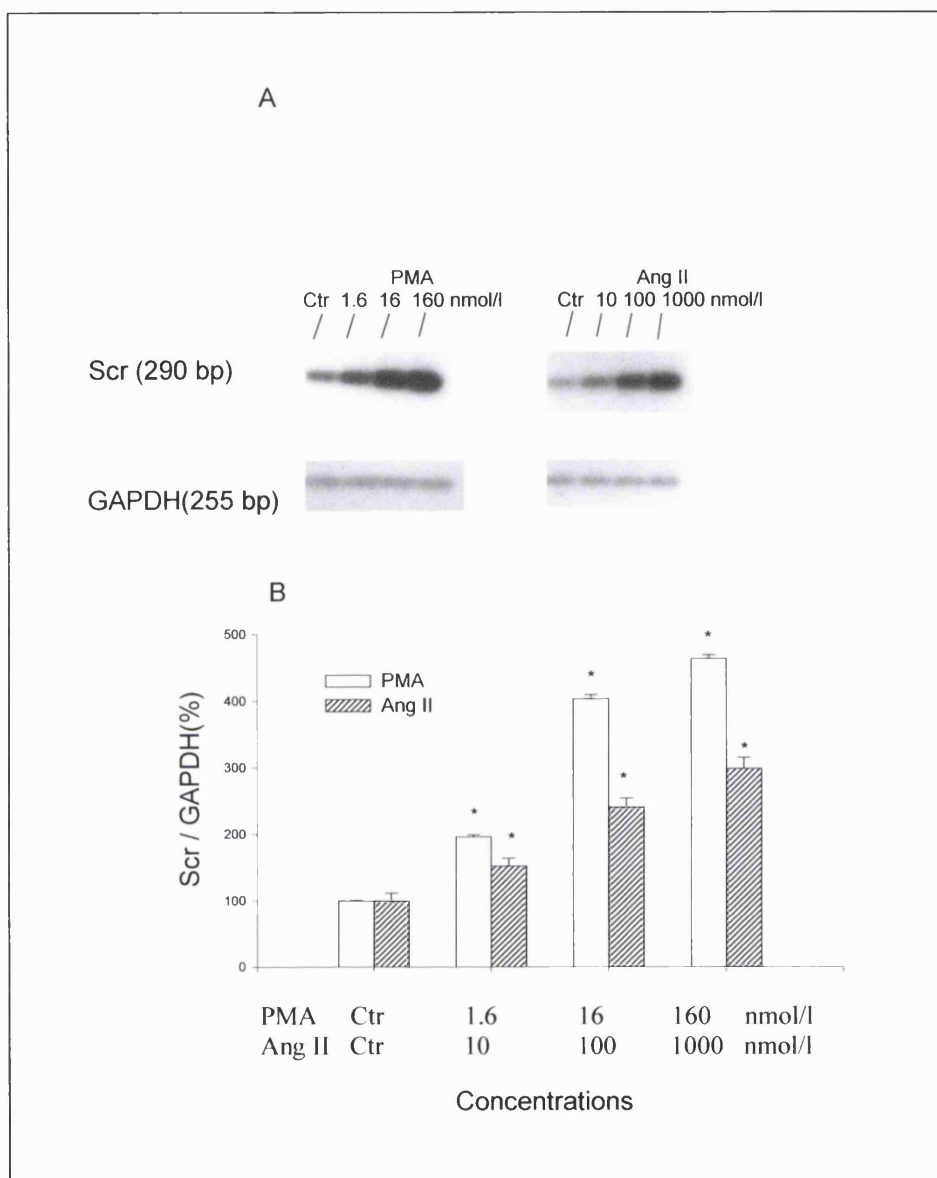 A
PMA
Ctr 1.6 16 160 nmol/l
Ang II
Ctr 10 100 1000 nmol/l
Scr (290 bp)
GAPDH(255 bp)
B
500
400
300
200
100
0
Scr / GAPDH(%)
PMA
Ang II
* * * * * *
PMA Ctr 1.6 16 160 nmol/l
Ang II Ctr 10 100 1000 nmol/l
Concentrations